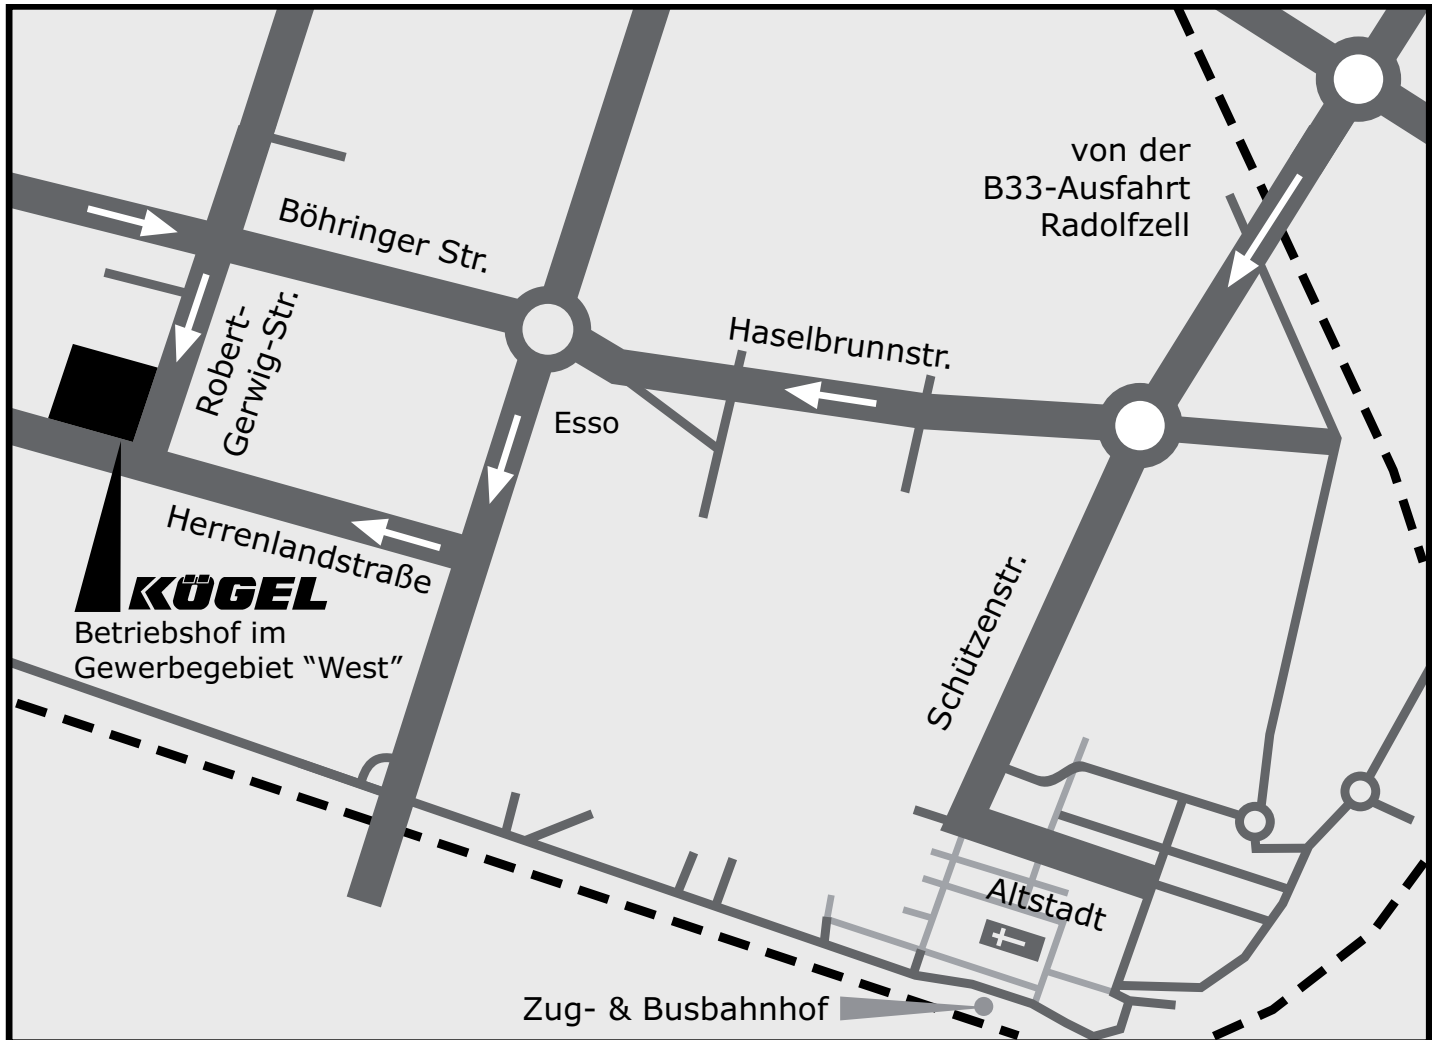 von der
B33-Ausfahrt
Radolfzell
Böhringer Str.
Robert-
Gerwig-Str.
Haselbrunnstr.
Esso
Herrenlandstraße
KÖGEL
Betriebshof im
Gewerbegebiet “West”
Schützenstr.
Altstadt
Zug- & Busbahnhof